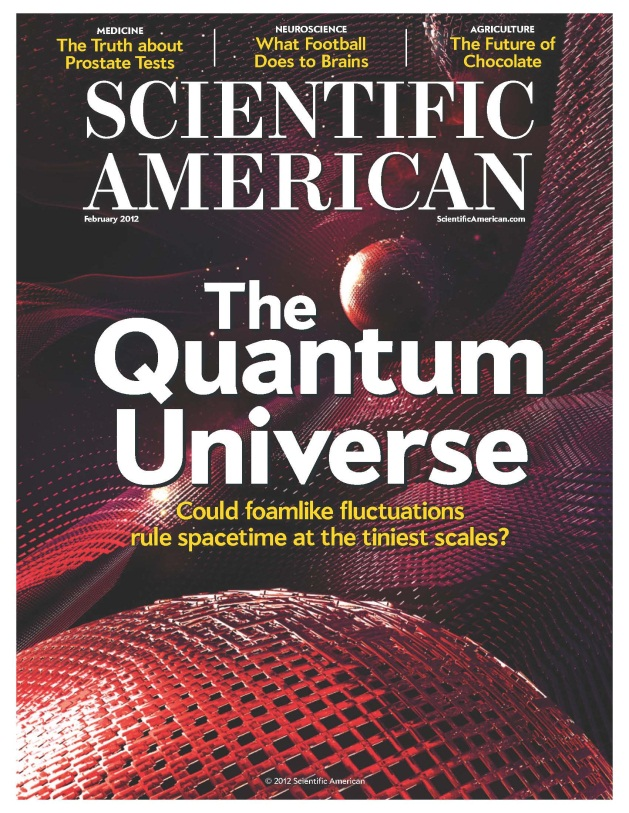 MEDICINE
The Truth about
Prostate Tests
NEUROSCIENCE
What Football
Does to Brains
AGRICULTURE
The Future of
Chocolate
SCIENTIFIC
AMERICAN
February 2012
ScientificAmerican.com
The
Quantum
Universe
Could foamlike fluctuations
rule spacetime at the tiniest scales?
© 2012 Scientific American